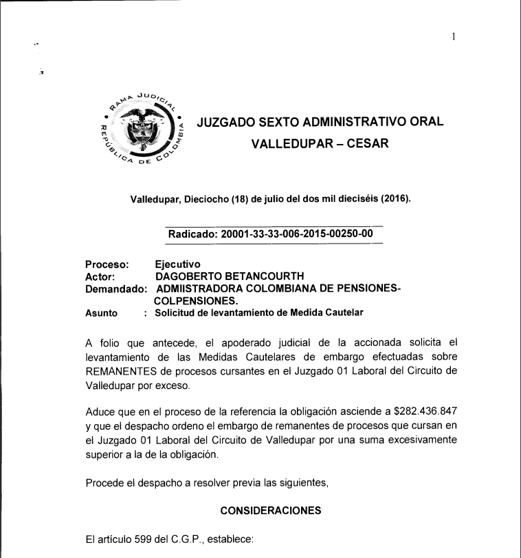 1
RAMA JUDICIAL
REPÚBLICA DE COLOMBIA
JUZGADO SEXTO ADMINISTRATIVO ORAL
VALLEDUPAR – CESAR
Valledupar, Dieciocho (18) de julio del dos mil dieciséis (2016).
Radicado: 20001-33-33-006-2015-00250-00
Proceso: Ejecutivo
Actor: DAGOBERTO BETANCOURTH
Demandado: ADMIISTRADORA COLOMBIANA DE PENSIONES-
COLPENSIONES.
Asunto : Solicitud de levantamiento de Medida Cautelar
A folio que antecede, el apoderado judicial de la accionada solicita el
levantamiento de las Medidas Cautelares de embargo efectuadas sobre
REMANENTES de procesos cursantes en el Juzgado 01 Laboral del Circuito de
Valledupar por exceso.
Aduce que en el proceso de la referencia la obligación asciende a $282.436.847
y que el despacho ordeno el embargo de remanentes de procesos que cursan en
el Juzgado 01 Laboral del Circuito de Valledupar por una suma excesivamente
superior a la de la obligación.
Procede el despacho a resolver previa las siguientes,
CONSIDERACIONES
El artículo 599 del C.G.P., establece: